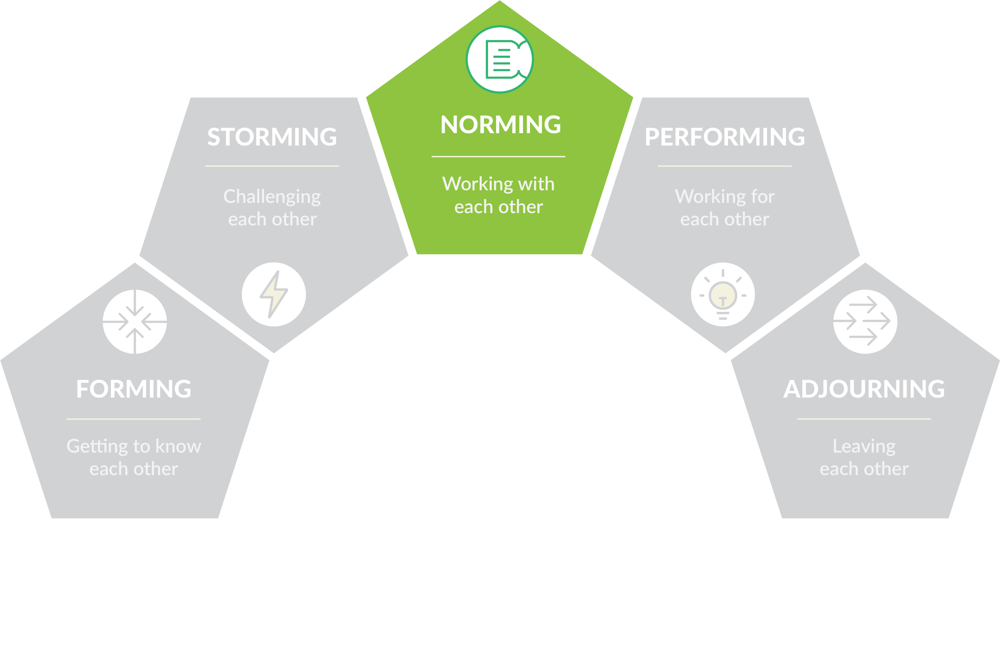 FORMING
Getting to know
each other
STORMING
Challenging
each other
NORMING
Working with
each other
PERFORMING
Working for
each other
ADJOURNING
Leaving
each other